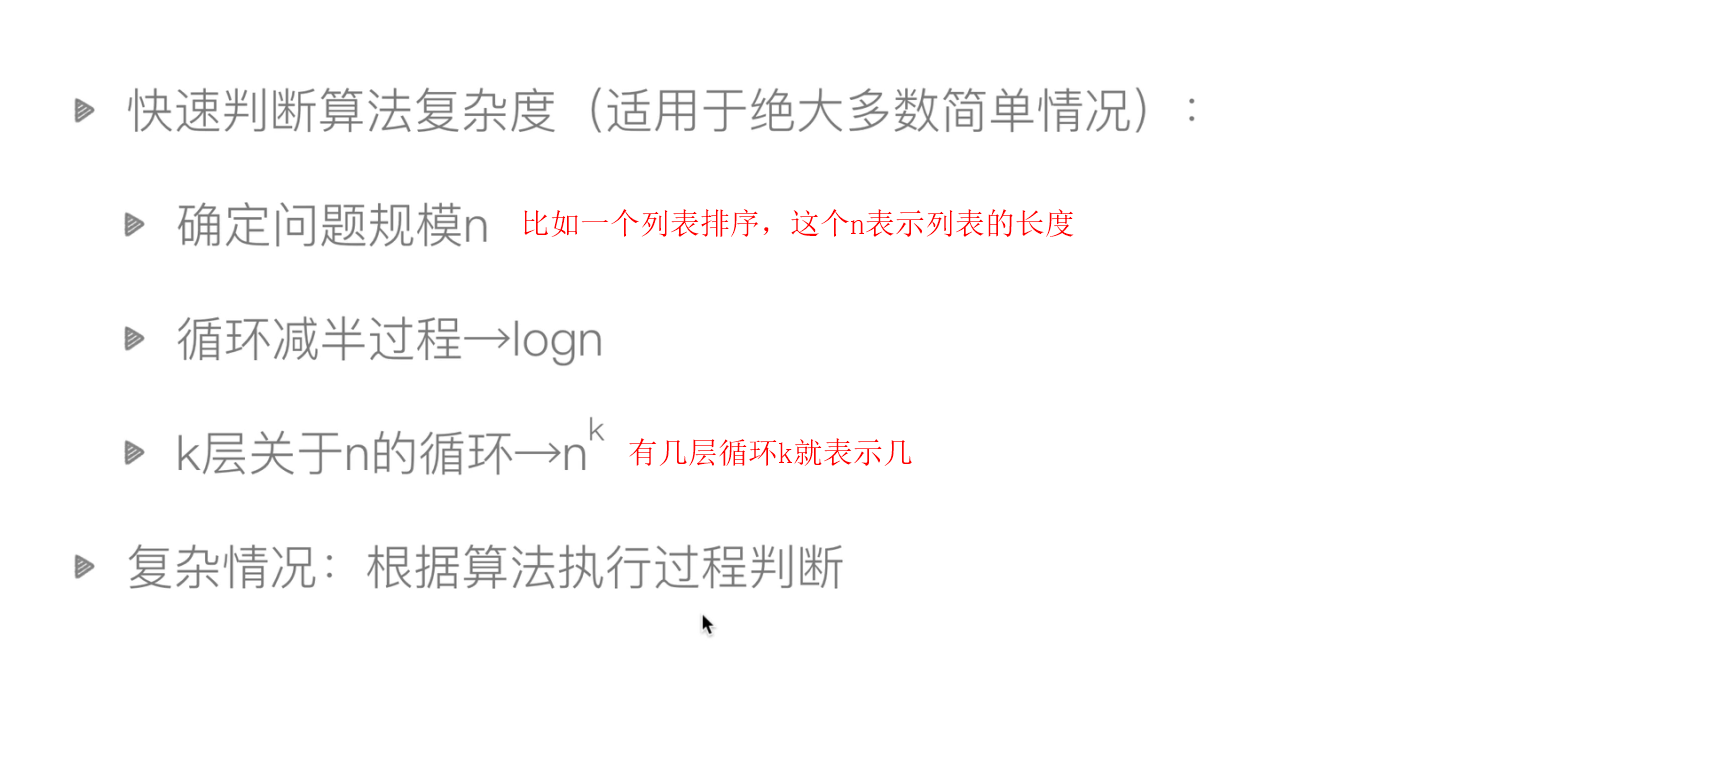 快速判断算法复杂度（适用于绝大多数简单情况）：
确定问题规模n 比如一个列表排序，这个n表示列表的长度
循环减半过程→logn
k层关于n的循环→n^k 有几层循环k就表示几
复杂情况：根据算法执行过程判断